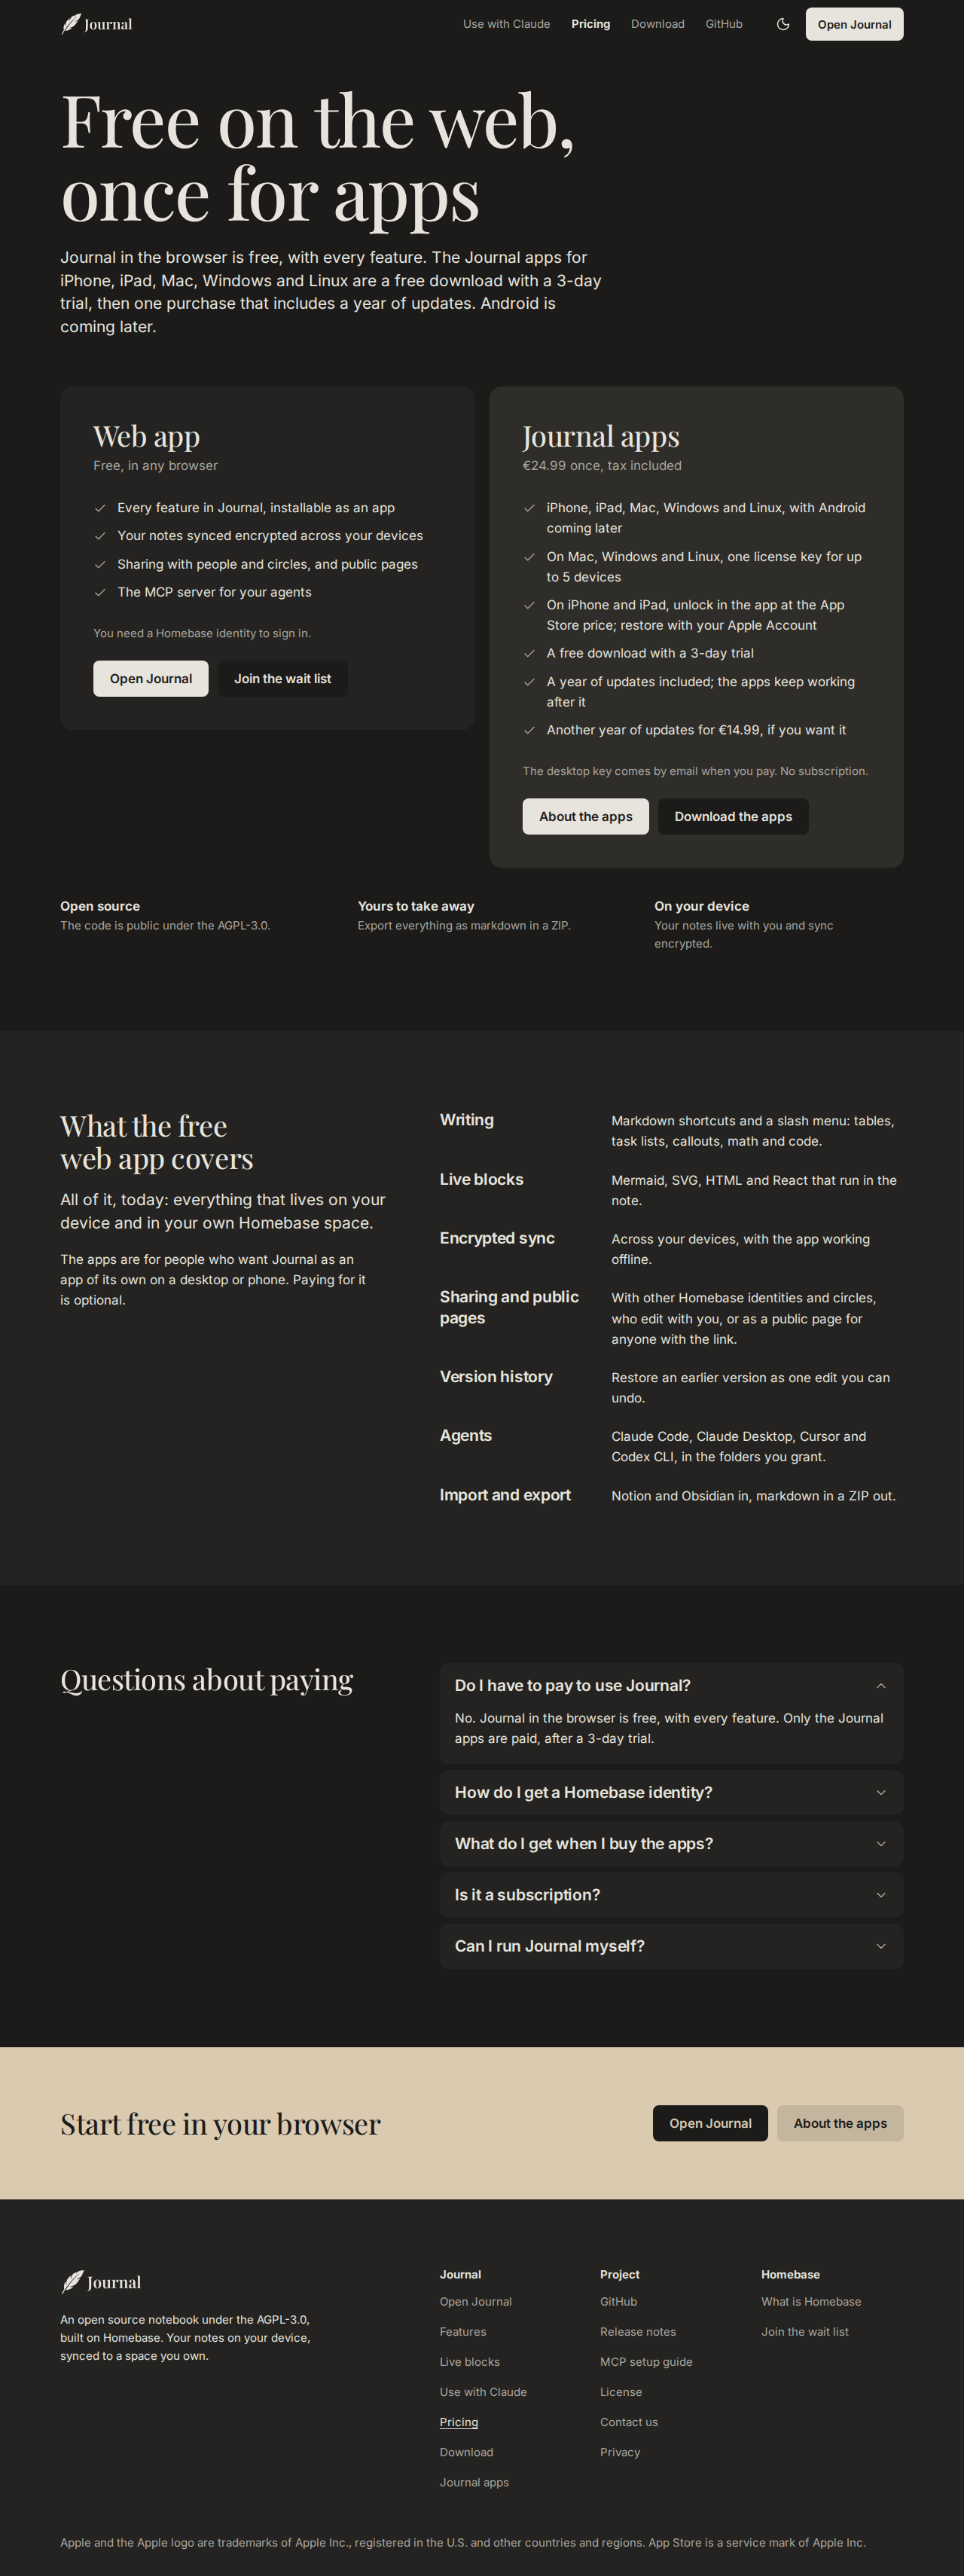 Journal
Use with Claude
Pricing
Download
GitHub
Open Journal
Free on the web,
once for apps
Journal in the browser is free, with every feature. The Journal apps for
iPhone, iPad, Mac, Windows and Linux are a free download with a 3-day
trial, then one purchase that includes a year of updates. Android is
coming later.
Web app
Free, in any browser
Every feature in Journal, installable as an app
Your notes synced encrypted across your devices
Sharing with people and circles, and public pages
The MCP server for your agents
You need a Homebase identity to sign in.
Open Journal
Join the wait list
Journal apps
€24.99 once, tax included
iPhone, iPad, Mac, Windows and Linux, with Android
coming later
On Mac, Windows and Linux, one license key for up
to 5 devices
On iPhone and iPad, unlock in the app at the App
Store price; restore with your Apple Account
A free download with a 3-day trial
A year of updates included; the apps keep working
after it
Another year of updates for €14.99, if you want it
The desktop key comes by email when you pay. No subscription.
About the apps
Download the apps
Open source
The code is public under the AGPL-3.0.
Yours to take away
Export everything as markdown in a ZIP.
On your device
Your notes live with you and sync
encrypted.
What the free
web app covers
All of it, today: everything that lives on your
device and in your own Homebase space.
The apps are for people who want Journal as an
app of its own on a desktop or phone. Paying for it
is optional.
Writing
Markdown shortcuts and a slash menu: tables,
task lists, callouts, math and code.
Live blocks
Mermaid, SVG, HTML and React that run in the
note.
Encrypted sync
Across your devices, with the app working
offline.
Sharing and public
pages
With other Homebase identities and circles,
who edit with you, or as a public page for
anyone with the link.
Version history
Restore an earlier version as one edit you can
undo.
Agents
Claude Code, Claude Desktop, Cursor and
Codex CLI, in the folders you grant.
Import and export
Notion and Obsidian in, markdown in a ZIP out.
Questions about paying
Do I have to pay to use Journal?
No. Journal in the browser is free, with every feature. Only the Journal
apps are paid, after a 3-day trial.
How do I get a Homebase identity?
What do I get when I buy the apps?
Is it a subscription?
Can I run Journal myself?
Start free in your browser
Open Journal
About the apps
Journal
An open source notebook under the AGPL-3.0,
built on Homebase. Your notes on your device,
synced to a space you own.
Journal
Open Journal
Features
Live blocks
Use with Claude
Pricing
Download
Journal apps
Project
GitHub
Release notes
MCP setup guide
License
Contact us
Privacy
Homebase
What is Homebase
Join the wait list
Apple and the Apple logo are trademarks of Apple Inc., registered in the U.S. and other countries and regions. App Store is a service mark of Apple Inc.